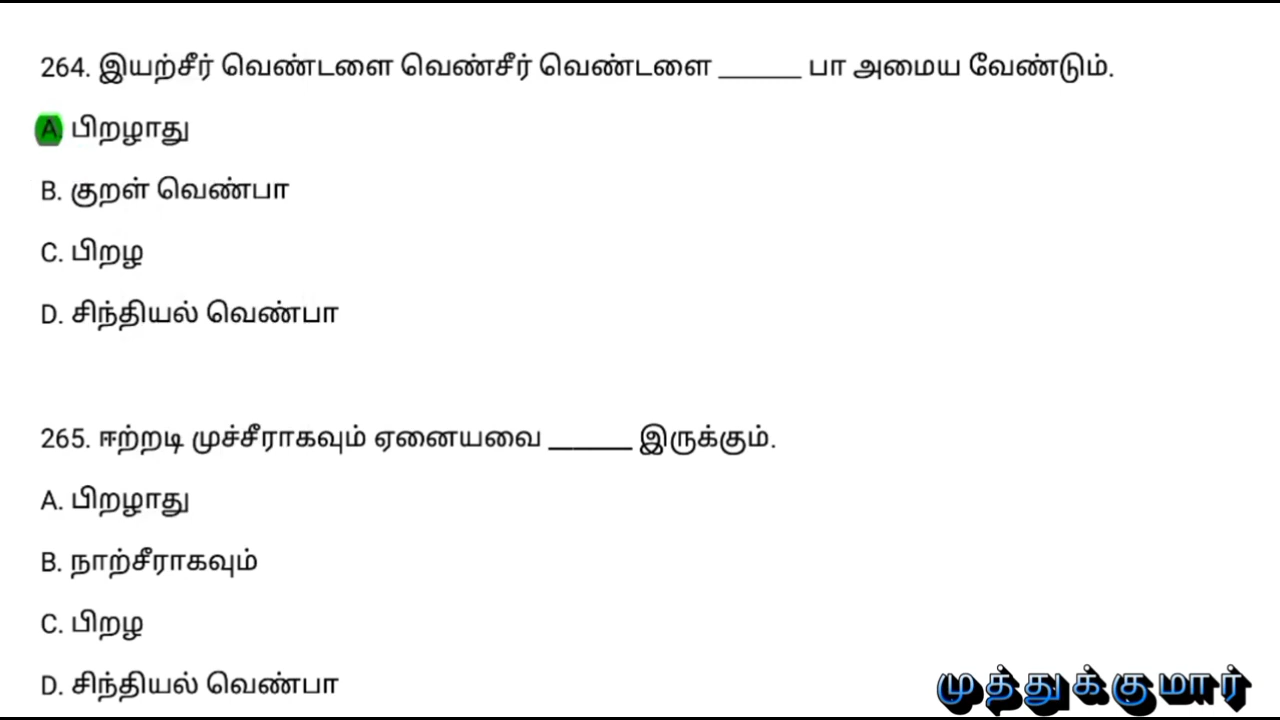 264. இயற்சீர் வெண்டளை வெண்சீர் வெண்டளை ______ பா அமைய வேண்டும்.
A. பிறழாது
B. குறள் வெண்பா
C. பிறழ
D. சிந்தியல் வெண்பா
265. ஈற்றடி முச்சீராகவும் ஏனையவை ______ இருக்கும்.
A. பிறழாது
B. நாற்சீராகவும்
C. பிறழ
D. சிந்தியல் வெண்பா
முத்துக்குமார்